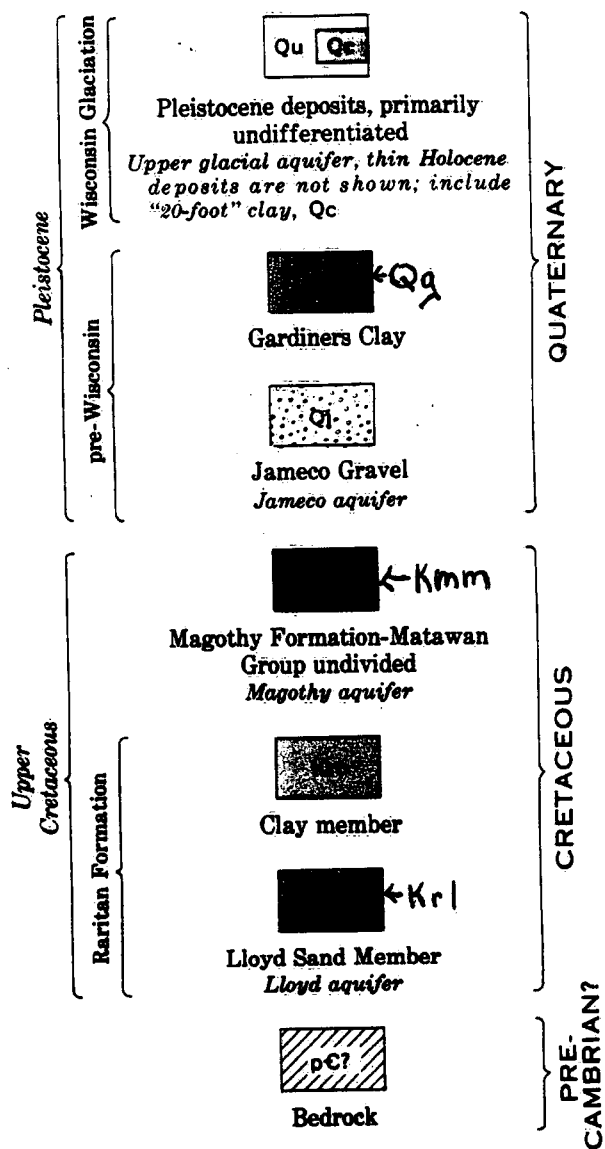 Qu Qc
Pleistocene deposits, primarily
undifferentiated
Upper glacial aquifer, thin Holocene
deposits are not shown; include
"20-foot" clay, Qc
Wisconsin Glaciation
Pleistocene
QUATERNARY
←Qg
Gardiners Clay
pre-Wisconsin
Qj
Jameco Gravel
Jameco aquifer
←Kmm
Magothy Formation-Matawan
Group undivided
Magothy aquifer
Upper
Cretaceous
CRETACEOUS
Clay member
Raritan Formation
←Krl
Lloyd Sand Member
Lloyd aquifer
p€?
Bedrock
PRE-
CAMBRIAN?